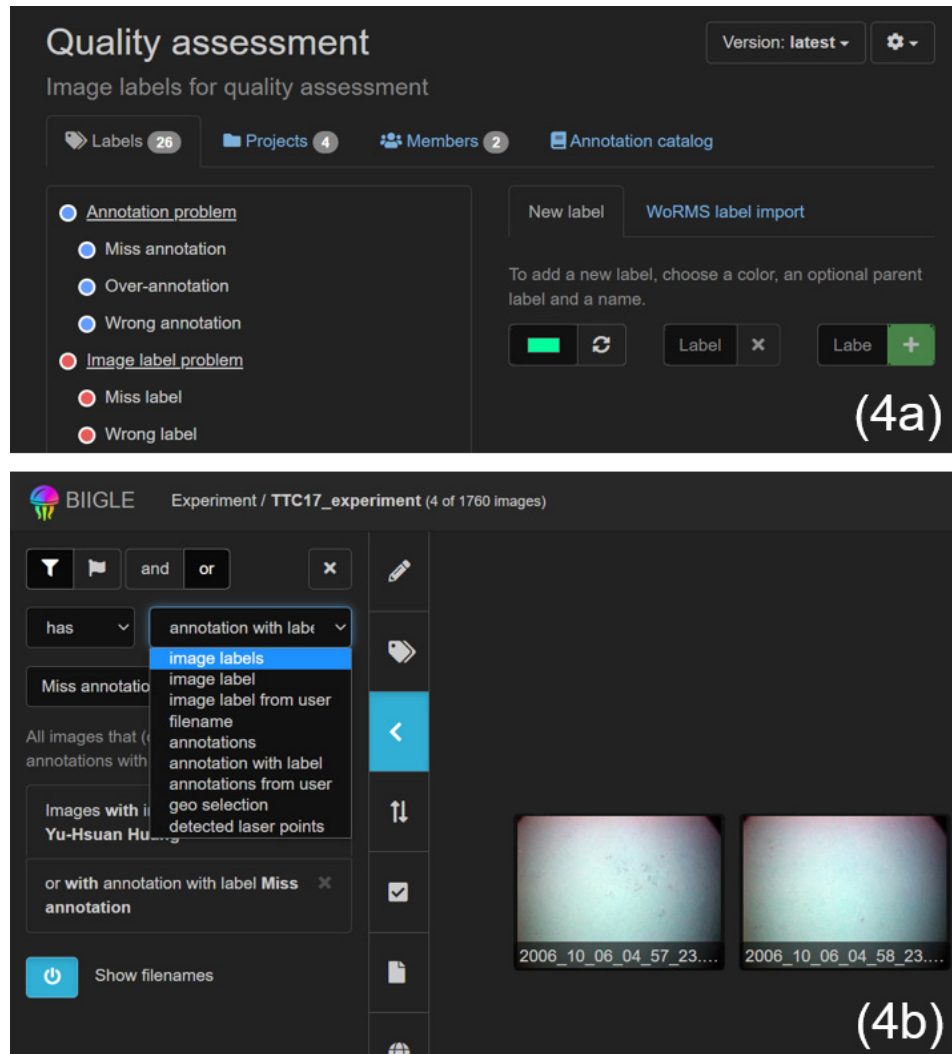 Quality assessment
Version: latest
Image labels for quality assessment
Labels 26 Projects 4 Members 2 Annotation catalog
Annotation problem
Miss annotation
Over-annotation
Wrong annotation
Image label problem
Miss label
Wrong label
New label WoRMS label import
To add a new label, choose a color, an optional parent
label and a name.
Label Labe
(4a)
BIIGLE Experiment / TTC17_experiment (4 of 1760 images)
and or
has annotation with labe
image labels
image label
image label from user
filename
annotations
annotation with label
annotations from user
geo selection
detected laser points
Miss annotatio
All images that
annotations with
Images with
Yu-Hsuan
or with annotation with label Miss
annotation
Show filenames
2006_10_06_04_57_23.... 2006_10_06_04_58_23....
(4b)